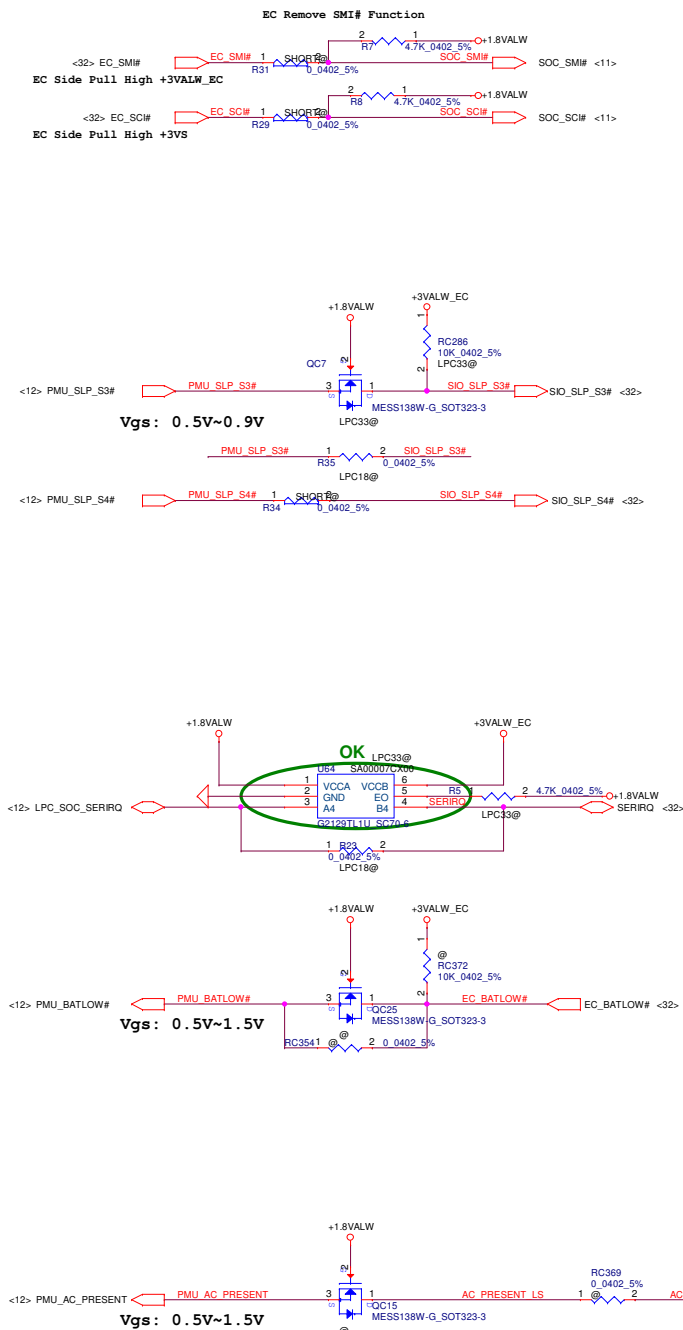 EC Remove SMI# Function
2 1 +1.8VALW
R7 4.7K_0402_5%
<32> EC_SMI# EC_SMI# 1 SHORT@ 2 SOC_SMI# SOC_SMI# <11>
R31 0_0402_5%
EC Side Pull High +3VALW_EC
2 1 +1.8VALW
R8 4.7K_0402_5%
<32> EC_SCI# EC_SCI# 1 SHORT@ 2 SOC_SCI# SOC_SCI# <11>
R29 0_0402_5%
EC Side Pull High +3VS
+1.8VALW +3VALW_EC
1
RC286
10K_0402_5%
LPC33@
2
QC7 2
<12> PMU_SLP_S3# PMU_SLP_S3# 3 1 SIO_SLP_S3# SIO_SLP_S3# <32>
S D
MESS138W-G_SOT323-3
LPC33@
Vgs: 0.5V~0.9V
PMU_SLP_S3# 1 2 SIO_SLP_S3#
R35 0_0402_5%
LPC18@
<12> PMU_SLP_S4# PMU_SLP_S4# 1 SHORT@ 2 SIO_SLP_S4# SIO_SLP_S4# <32>
R34 0_0402_5%
+1.8VALW +3VALW_EC
OK
LPC33@
U64 SA00007CX00
1 VCCA VCCB 6
2 GND EO 5 R5 1 2 4.7K_0402_5% +1.8VALW
<12> LPC_SOC_SERIRQ 3 A4 B4 4 SERIRQ SERIRQ <32>
LPC33@
G2129TL1U_SC70-6
1 R23 2
0_0402_5%
LPC18@
+1.8VALW +3VALW_EC
1
@
RC372
10K_0402_5%
2
2
<12> PMU_BATLOW# PMU_BATLOW# 3 1 EC_BATLOW# EC_BATLOW# <32>
S D
QC25
MESS138W-G_SOT323-3
Vgs: 0.5V~1.5V
@
RC354 1 @ 2 0_0402_5%
+1.8VALW
2
RC369
0_0402_5%
<12> PMU_AC_PRESENT PMU_AC_PRESENT 3 1 AC_PRESENT_LS 1 @ 2 AC
S D
QC15
MESS138W-G_SOT323-3
Vgs: 0.5V~1.5V